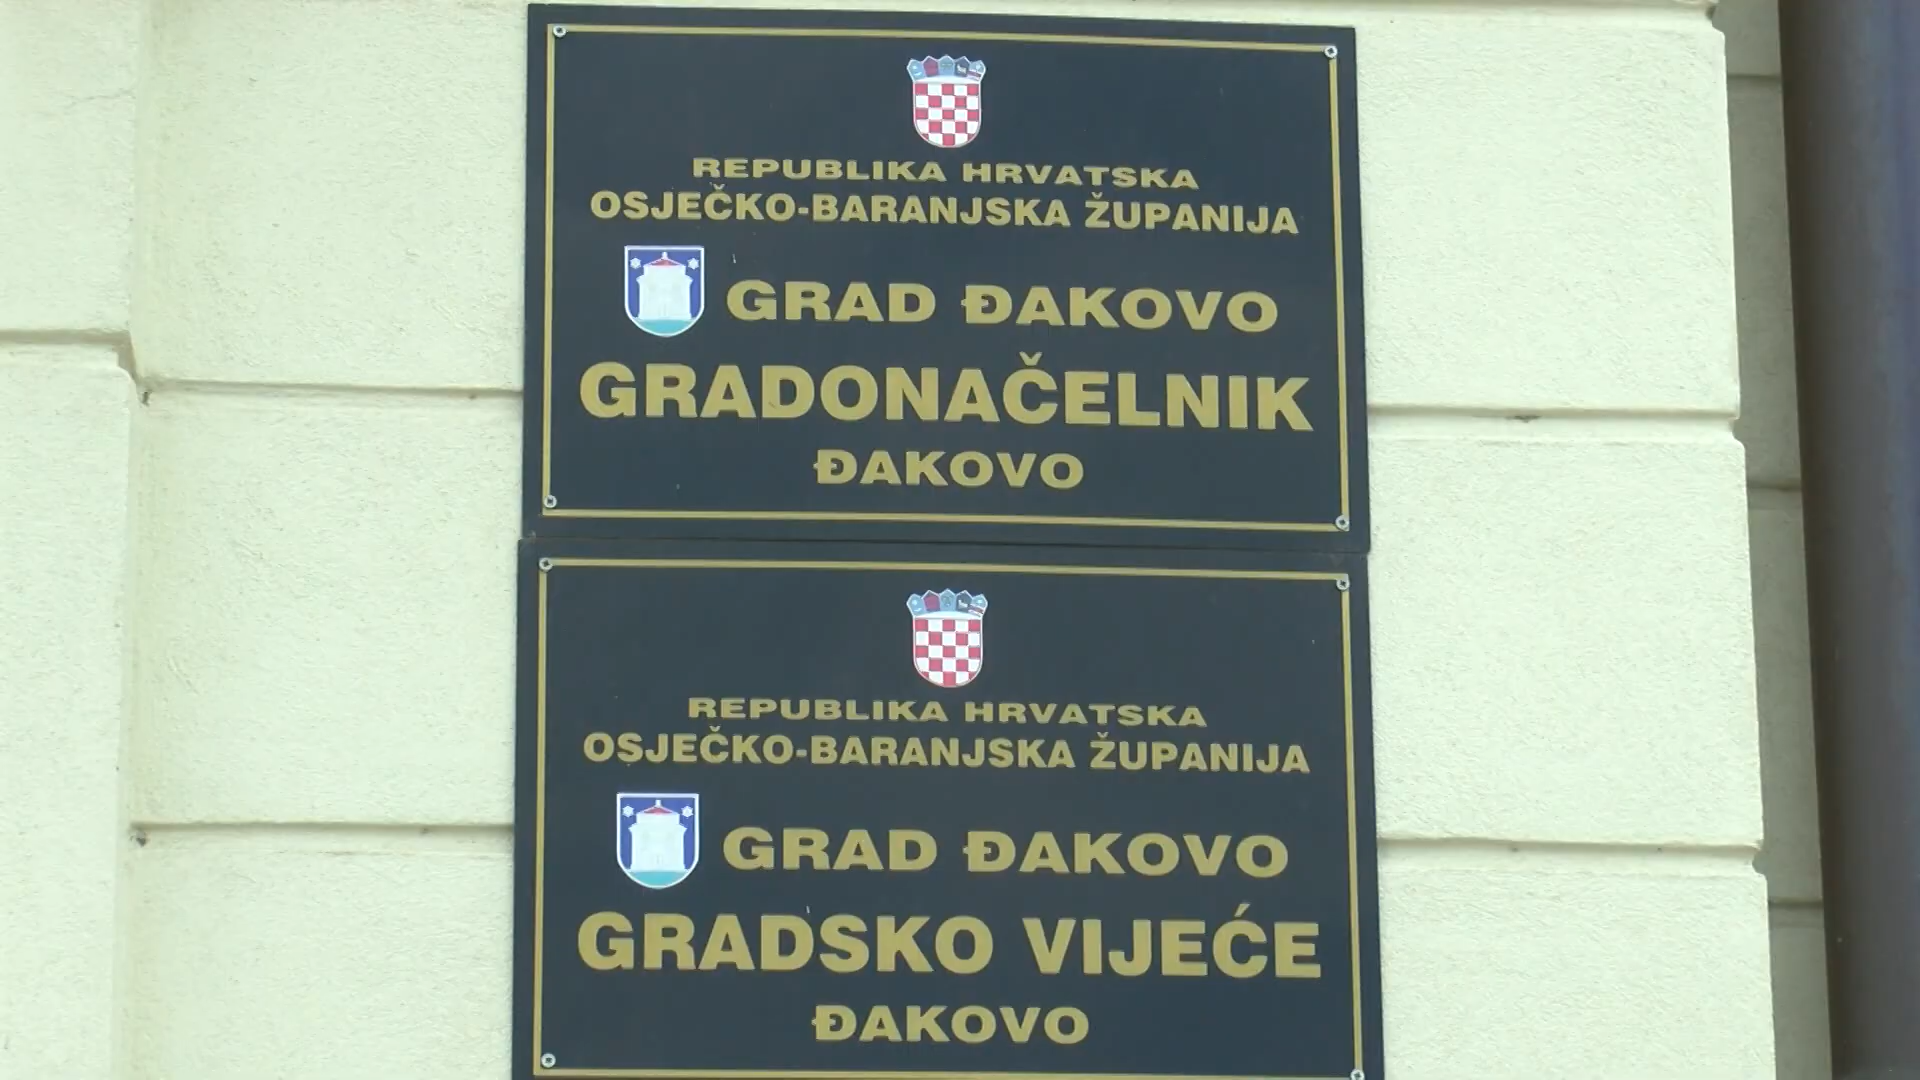 REPUBLIKA HRVATSKA
OSJEČKO-BARANJSKA ŽUPANIJA
GRAD ĐAKOVO
GRADONAČELNIK
ĐAKOVO
REPUBLIKA HRVATSKA
OSJEČKO-BARANJSKA ŽUPANIJA
GRAD ĐAKOVO
GRADSKO VIJEĆE
ĐAKOVO